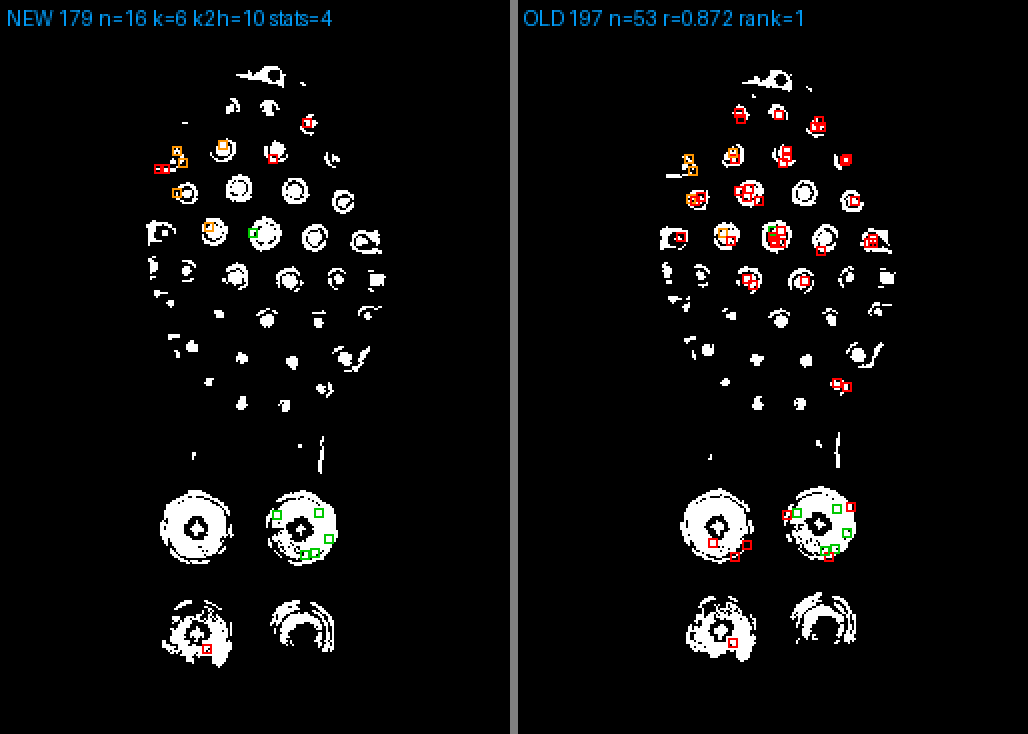 NEW 179 n=16 k=6 k2h=10 stats=4
OLD 197 n=53 r=0.872 rank=1